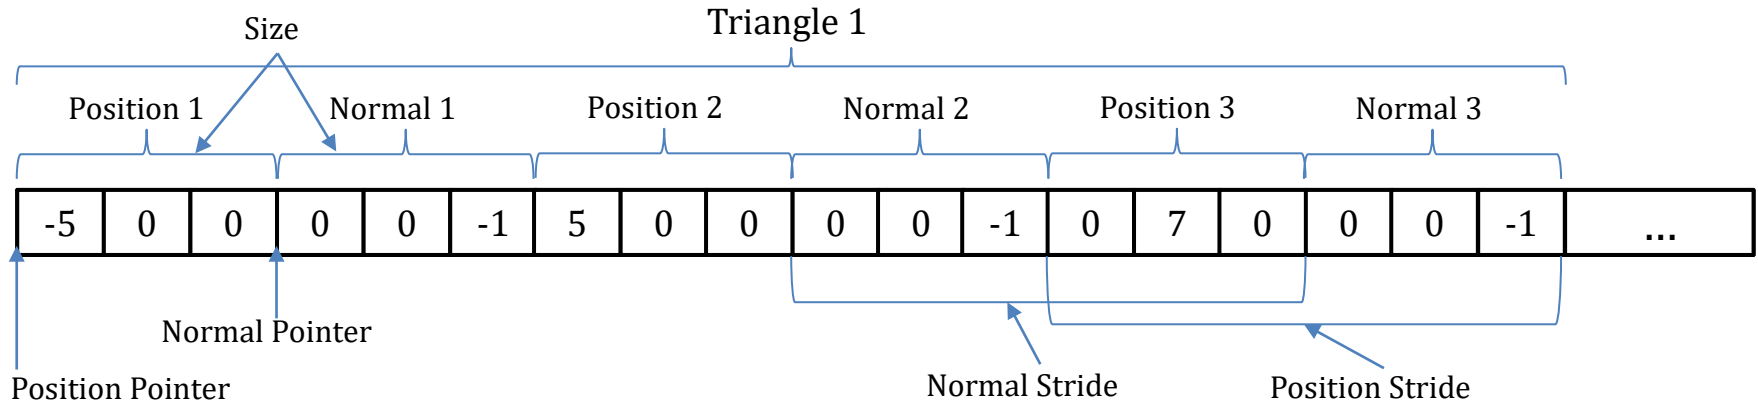 Triangle 1
Size
Position 1 Normal 1 Position 2 Normal 2 Position 3 Normal 3
-5 0 0 0 0 -1 5 0 0 0 0 -1 0 7 0 0 0 -1 ...
Normal Pointer
Position Pointer Normal Stride Position Stride